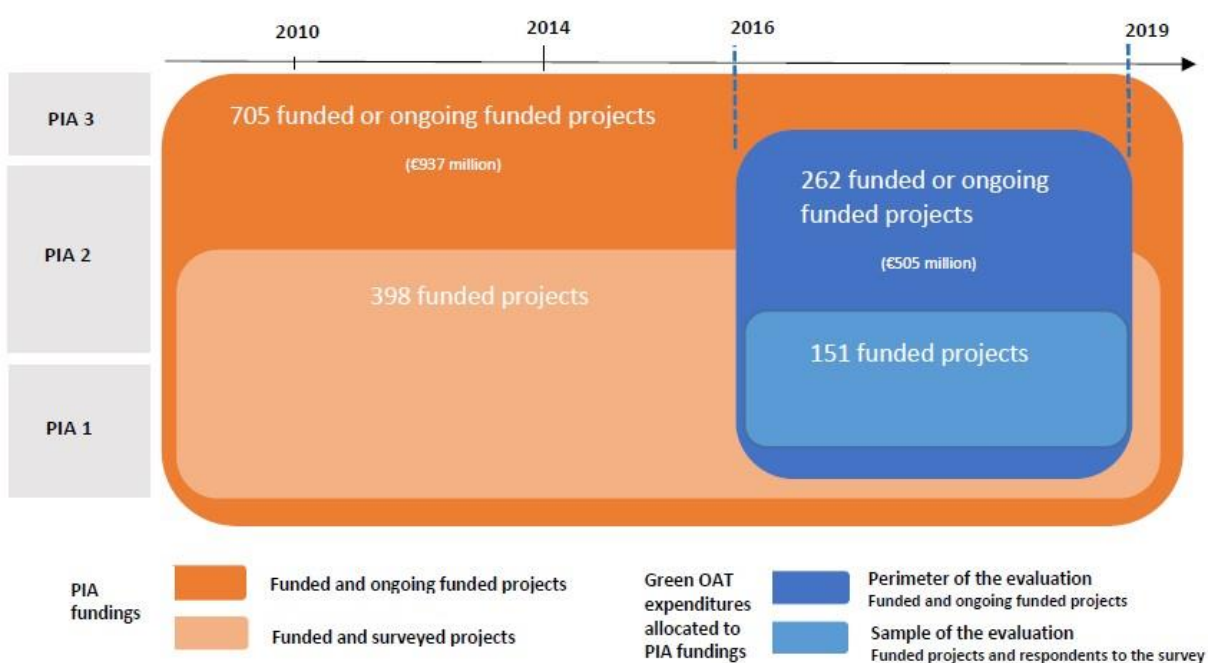 2010
2014
2016
2019
PIA 3
705 funded or ongoing funded projects
(€937 million)
262 funded or ongoing
funded projects
(€505 million)
PIA 2
398 funded projects
151 funded projects
PIA 1
PIA
fundings
Funded and ongoing funded projects
Funded and surveyed projects
Green OAT
expenditures
allocated to
PIA fundings
Perimeter of the evaluation
Funded and ongoing funded projects
Sample of the evaluation
Funded projects and respondents to the survey